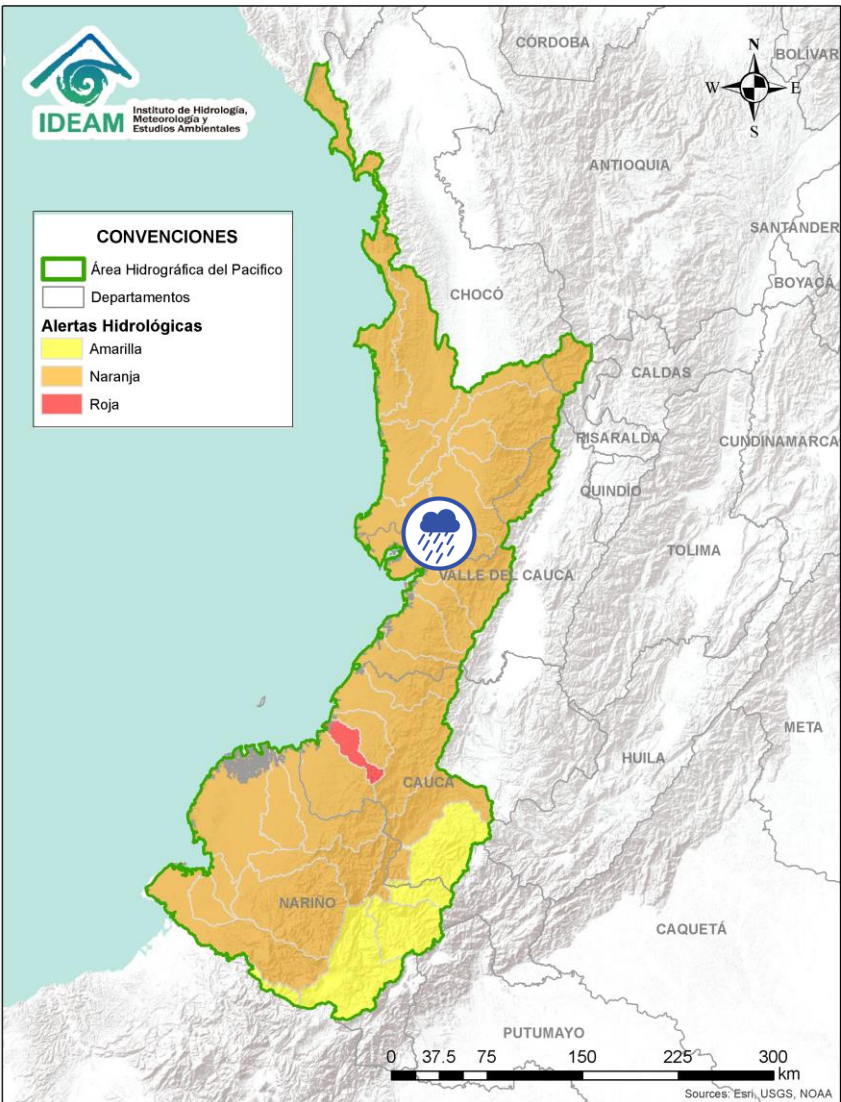 IDEAM
Instituto de Hidrología,
Meteorología y
Estudios Ambientales
CÓRDOBA
BOLIVAR
N
W
E
S
ANTIOQUIA
SANTANDER
BOYACÁ
CONVENCIONES
Área Hidrográfica del Pacifico
Departamentos
Alertas Hidrológicas
Amarilla
Naranja
Roja
CHOCÓ
CALDAS
RISARALDA
CUNDINAMARCA
QUINDÍO
TOLIMA
VALLE DEL CAUCA
META
HUILA
CAUCA
NARIÑO
CAQUETÁ
PUTUMAYO
0 37.5 75 150 225 300
km
Sources: Esri, USGS, NOAA